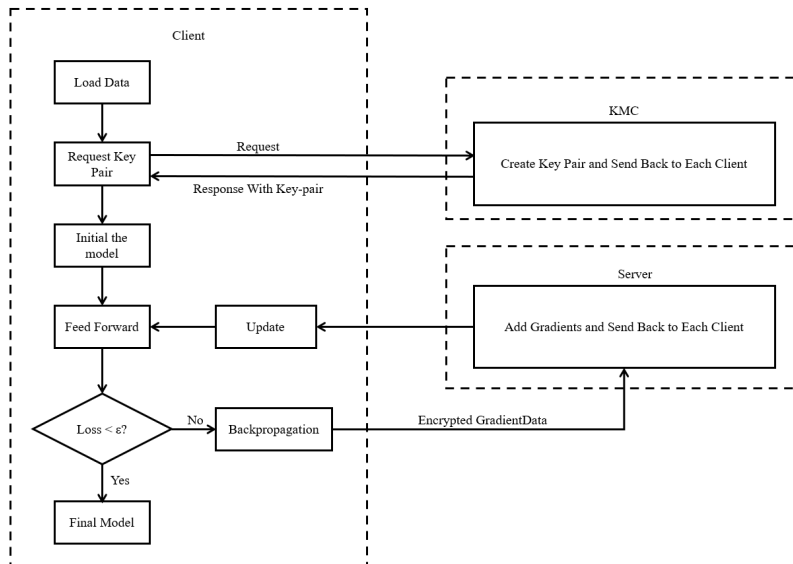 Client
Load Data
KMC
Request Key
Pair
Request
Create Key Pair and Send Back to Each Client
Response With Key-pair
Initial the
model
Server
Feed Forward
Update
Add Gradients and Send Back to Each Client
Loss < ε?
No
Backpropagation
Encrypted GradientData
Yes
Final Model